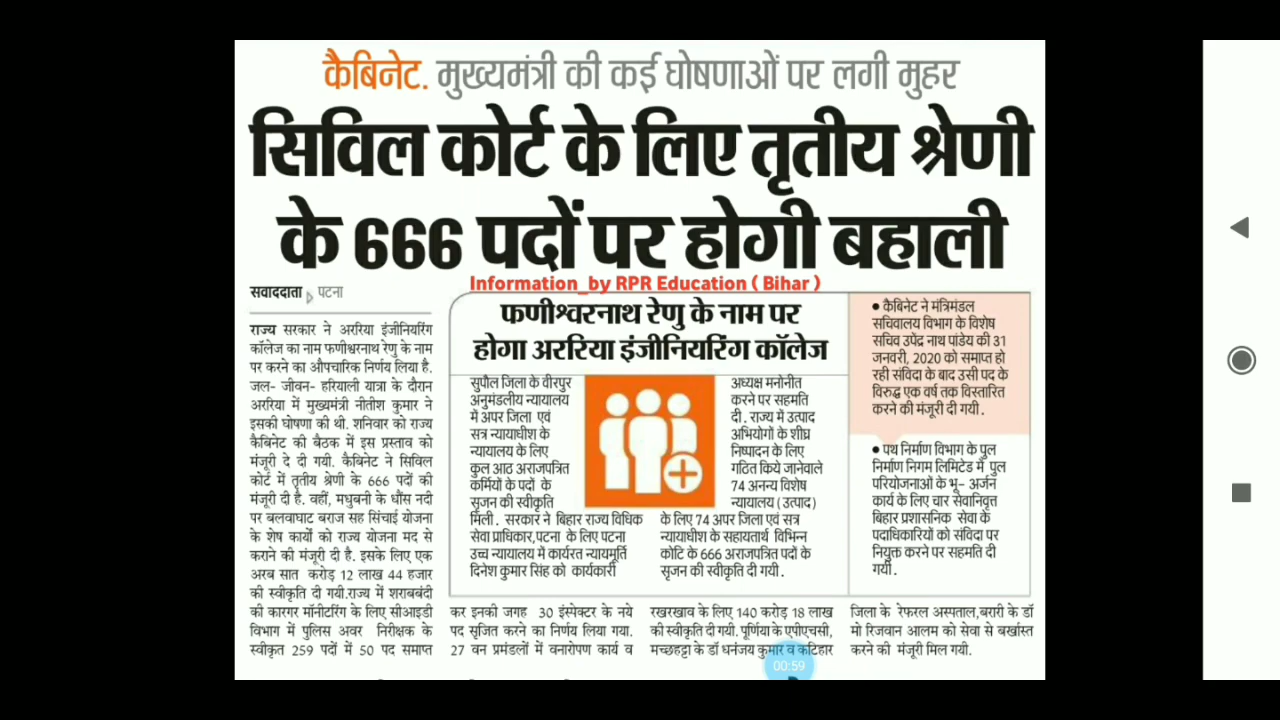 कैबिनेट. मुख्यमंत्री की कई घोषणाओं पर लगी मुहर
सिविल कोर्ट के लिए तृतीय श्रेणी
के 666 पदों पर होगी बहाली
Information_by RPR Education ( Bihar )
सवाददाता पटना
राज्य सरकार ने अररिया इंजीनियरिंग
कॉलेज का नाम फणीश्वरनाथ रेणु के नाम
पर करने का औपचारिक निर्णय लिया है.
जल- जीवन- हरियाली यात्रा के दौरान
अररिया में मुख्यमंत्री नीतीश कुमार ने
इसकी घोषणा की थी. शनिवार को राज्य
कैबिनेट की बैठक में इस प्रस्ताव को
मंजूरी दे दी गयी. कैबिनेट ने सिविल
कोर्ट में तृतीय श्रेणी के 666 पदों की
मंजूरी दी है. वहीं, मधुबनी के धौंस नदी
पर बलवाघाट बराज सह सिंचाई योजना
के शेष कार्यों को राज्य योजना मद से
कराने की मंजूरी दी है. इसके लिए एक
अरब सात करोड़ 12 लाख 44 हजार
की स्वीकृति दी गयी.राज्य में शराबबंदी
की कारगर मॉनीटरिंग के लिए सीआइडी
विभाग में पुलिस अवर निरीक्षक के
स्वीकृत 259 पदों में 50 पद समाप्त
फणीश्वरनाथ रेणु के नाम पर
होगा अररिया इंजीनियरिंग कॉलेज
सुपौल जिला के वीरपुर
अनुमंडलीय न्यायालय
में अपर जिला एवं
सत्र न्यायाधीश के
न्यायालय के लिए
कुल आठ अराजपत्रित
कर्मियों के पदों के
सृजन की स्वीकृति
मिली. सरकार ने बिहार राज्य विधिक
सेवा प्राधिकार,पटना के लिए पटना
उच्च न्यायालय में कार्यरत न्यायमूर्ति
दिनेश कुमार सिंह को कार्यकारी
अध्यक्ष मनोनीत
करने पर सहमति
दी. राज्य में उत्पाद
अभियोगों के शीघ्र
निष्पादन के लिए
गठित किये जानेवाले
74 अनन्य विशेष
न्यायालय (उत्पाद)
के लिए 74 अपर जिला एवं सत्र
न्यायाधीश के सहायतार्थ विभिन्न
कोटि के 666 अराजपत्रित पदों के
सृजन की स्वीकृति दी गयी.
• कैबिनेट ने मंत्रिमंडल
सचिवालय विभाग के विशेष
सचिव उपेंद्र नाथ पांडेय की 31
जनवरी, 2020 को समाप्त हो
रही संविदा के बाद उसी पद के
विरुद्ध एक वर्ष तक विस्तारित
करने की मंजूरी दी गयी.
• पथ निर्माण विभाग के पुल
निर्माण निगम लिमिटेड में पुल
परियोजनाओं के भू- अर्जन
कार्य के लिए चार सेवानिवृत्त
बिहार प्रशासनिक सेवा के
पदाधिकारियों को संविदा पर
नियुक्त करने पर सहमति दी
गयी.
कर इनकी जगह 30 इंस्पेक्टर के नये
पद सृजित करने का निर्णय लिया गया.
27 वन प्रमंडलों में वनारोपण कार्य व
रखरखाव के लिए 140 करोड़ 18 लाख
की स्वीकृति दी गयी. पूर्णिया के एपीएचसी,
मच्छहट्टा के डॉ धनंजय कुमार व कटिहार
जिला के रेफरल अस्पताल,बरारी के डॉ
मो रिजवान आलम को सेवा से बर्खास्त
करने की मंजूरी मिल गयी.
00:59